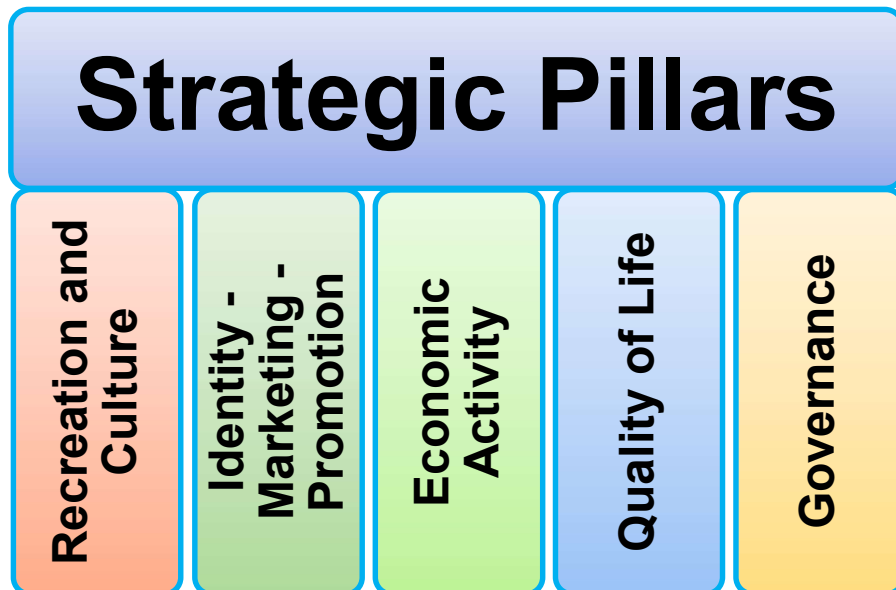 Strategic Pillars
Recreation and
Culture
Identity -
Marketing -
Promotion
Economic
Activity
Quality of Life
Governance